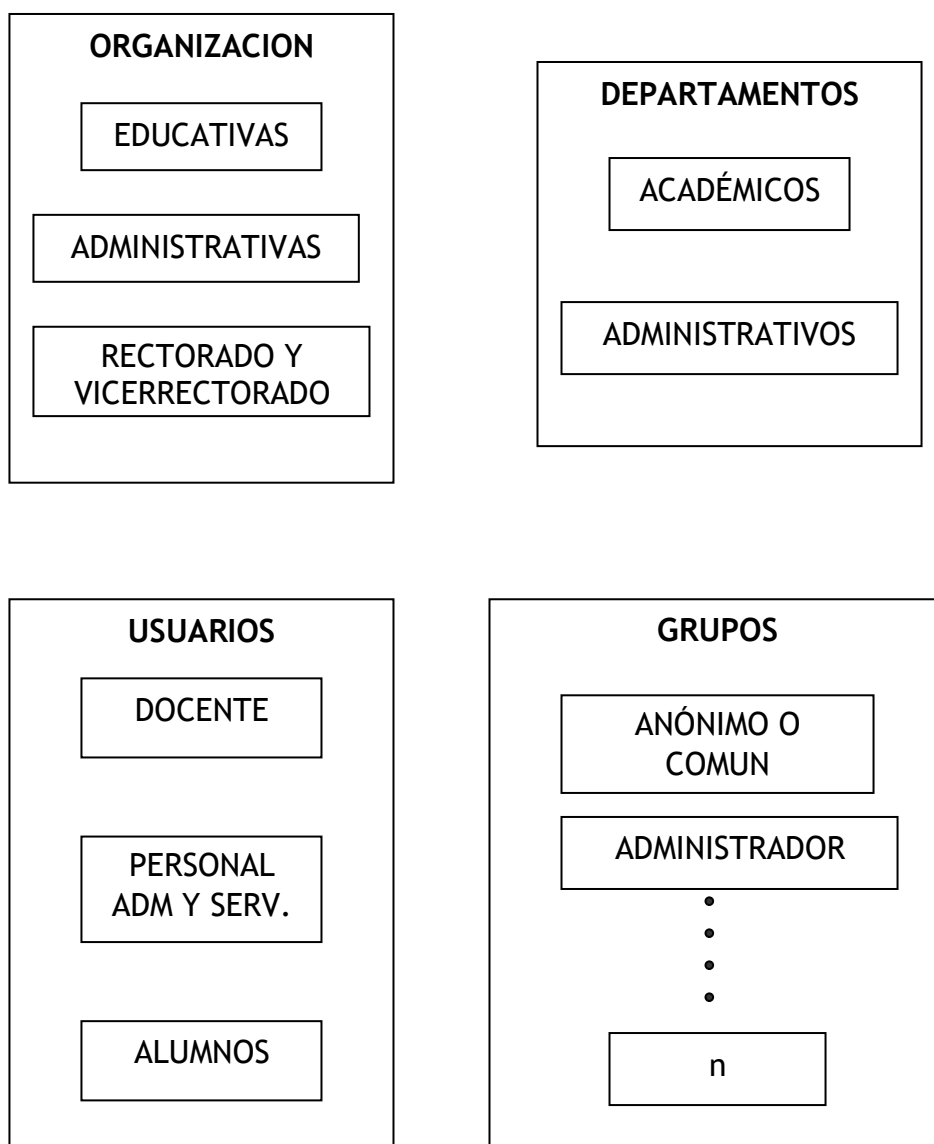 ORGANIZACION
EDUCATIVAS
ADMINISTRATIVAS
RECTORADO Y
VICERRECTORADO
DEPARTAMENTOS
ACADÉMICOS
ADMINISTRATIVOS
USUARIOS
DOCENTE
PERSONAL
ADM Y SERV.
ALUMNOS
GRUPOS
ANÓNIMO O
COMUN
ADMINISTRADOR
n